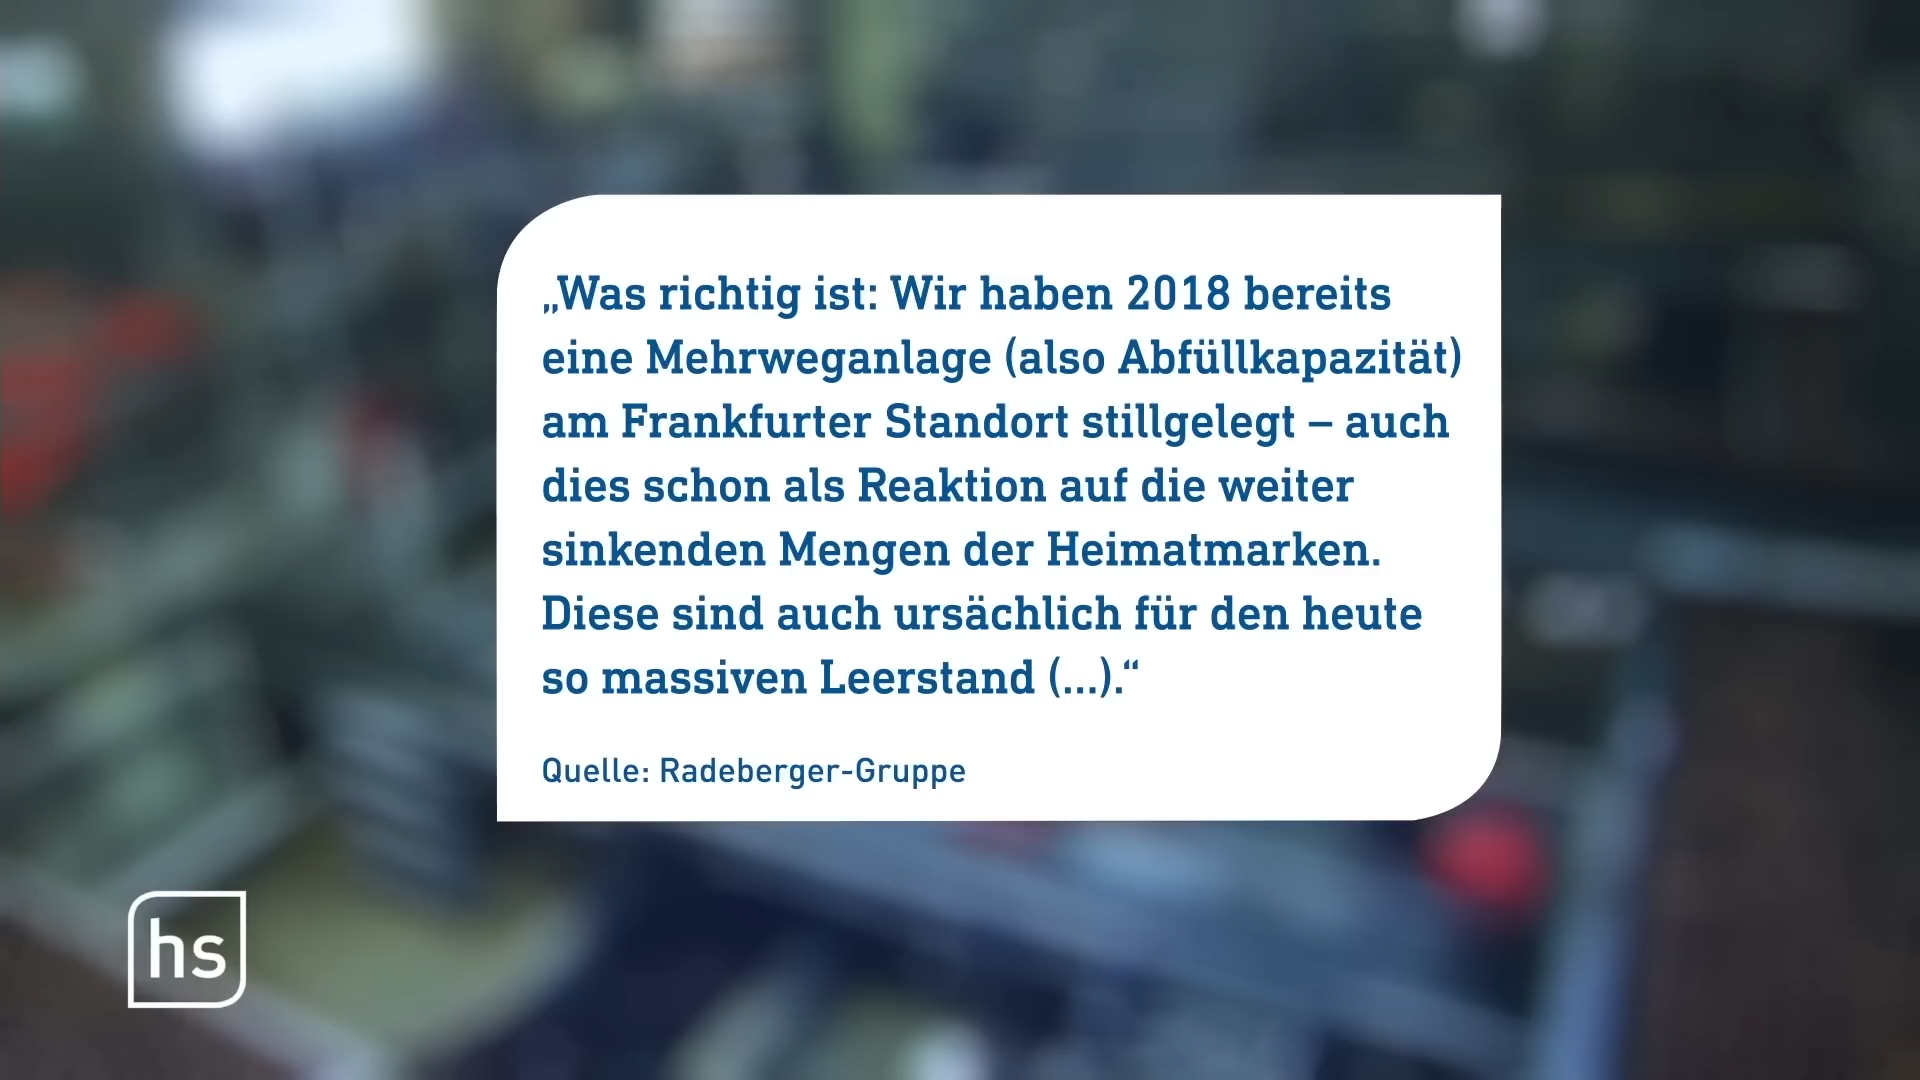 „Was richtig ist: Wir haben 2018 bereits
eine Mehrweganlage (also Abfüllkapazität)
am Frankfurter Standort stillgelegt – auch
dies schon als Reaktion auf die weiter
sinkenden Mengen der Heimatmarken.
Diese sind auch ursächlich für den heute
so massiven Leerstand (...).“
Quelle: Radeberger-Gruppe
hs